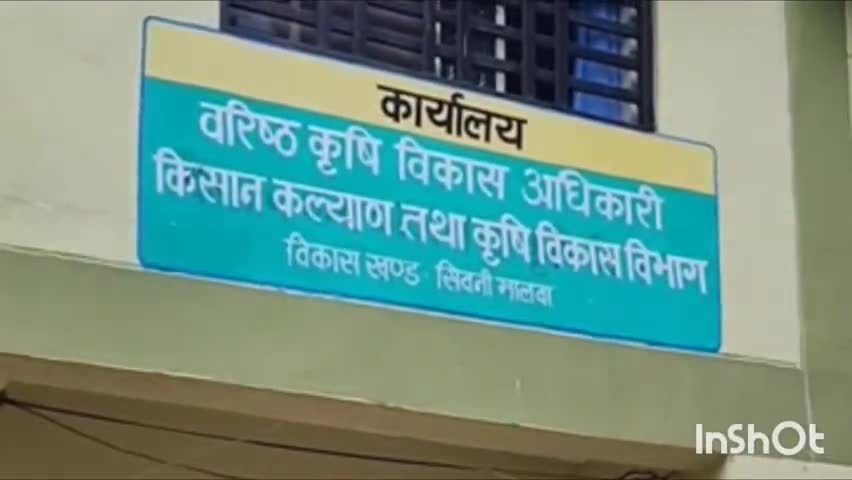 कार्यालय
वरिष्ठ कृषि विकास अधिकारी
किसान कल्याण तथा कृषि विकास विभाग
विकास खण्ड - सिवनी मालवा
InShOt